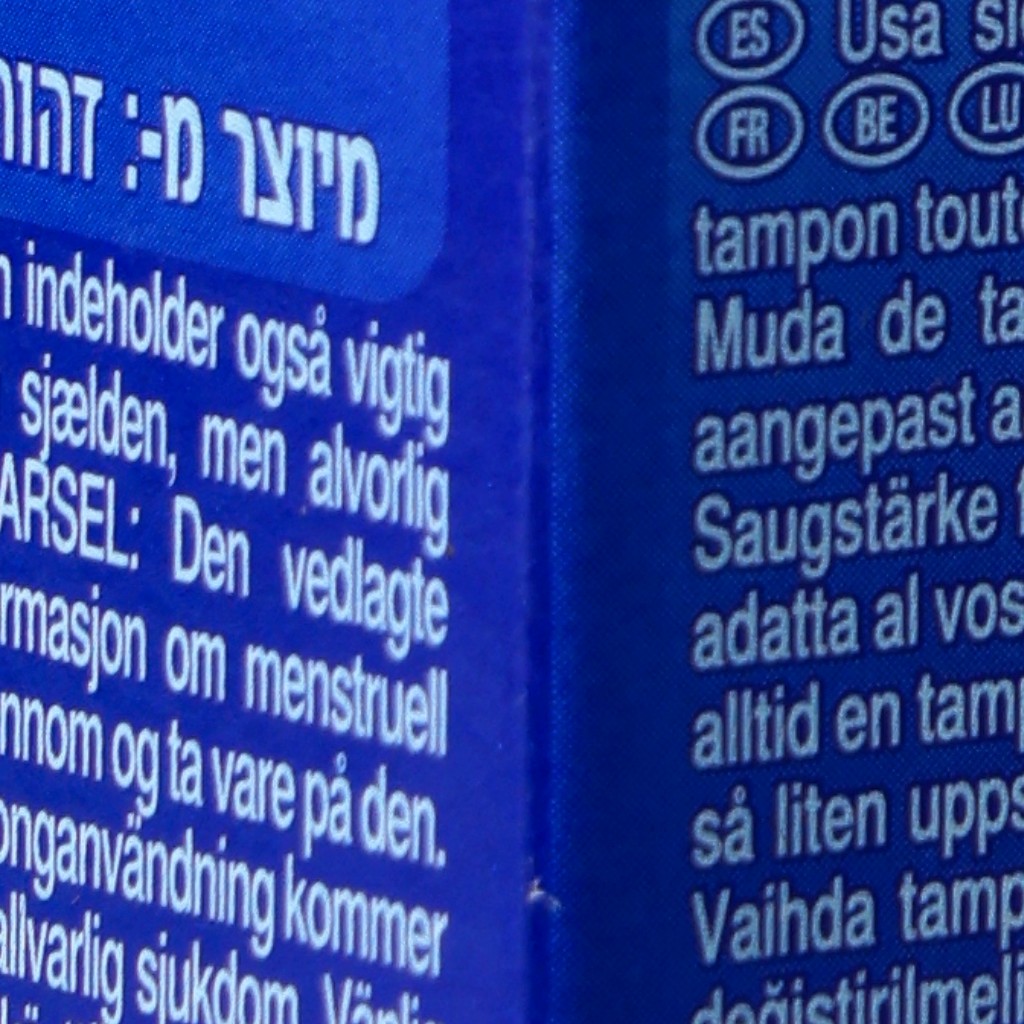 מיוצר מ-:
indeholder også vigtig
sjælden, men alvorlig
ARSEL: Den vedlagte
rmasjon om menstruell
nnom og ta vare på den.
onganvändning kommer
allvarlig sjukdom. Vänlig
ES Usa
FR BE LU
tampon
Muda de
aangepast
Saugstärke
adatta al
alltid en
så liten
Vaihda